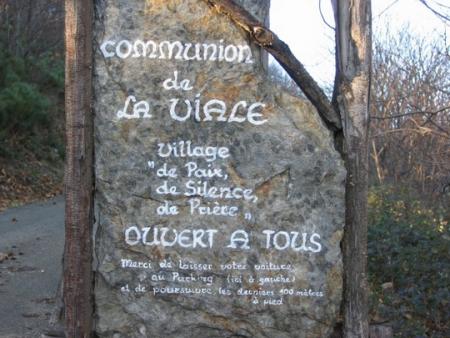 COMMUNION
de
LA VIALE
Village
"de Paix,
de Silence,
de Prière"
OUVERT A TOUS
Merci de laisser votre voiture
au Parking (ici à gauche)
et de poursuivre les derniers 400 mètres
à pied